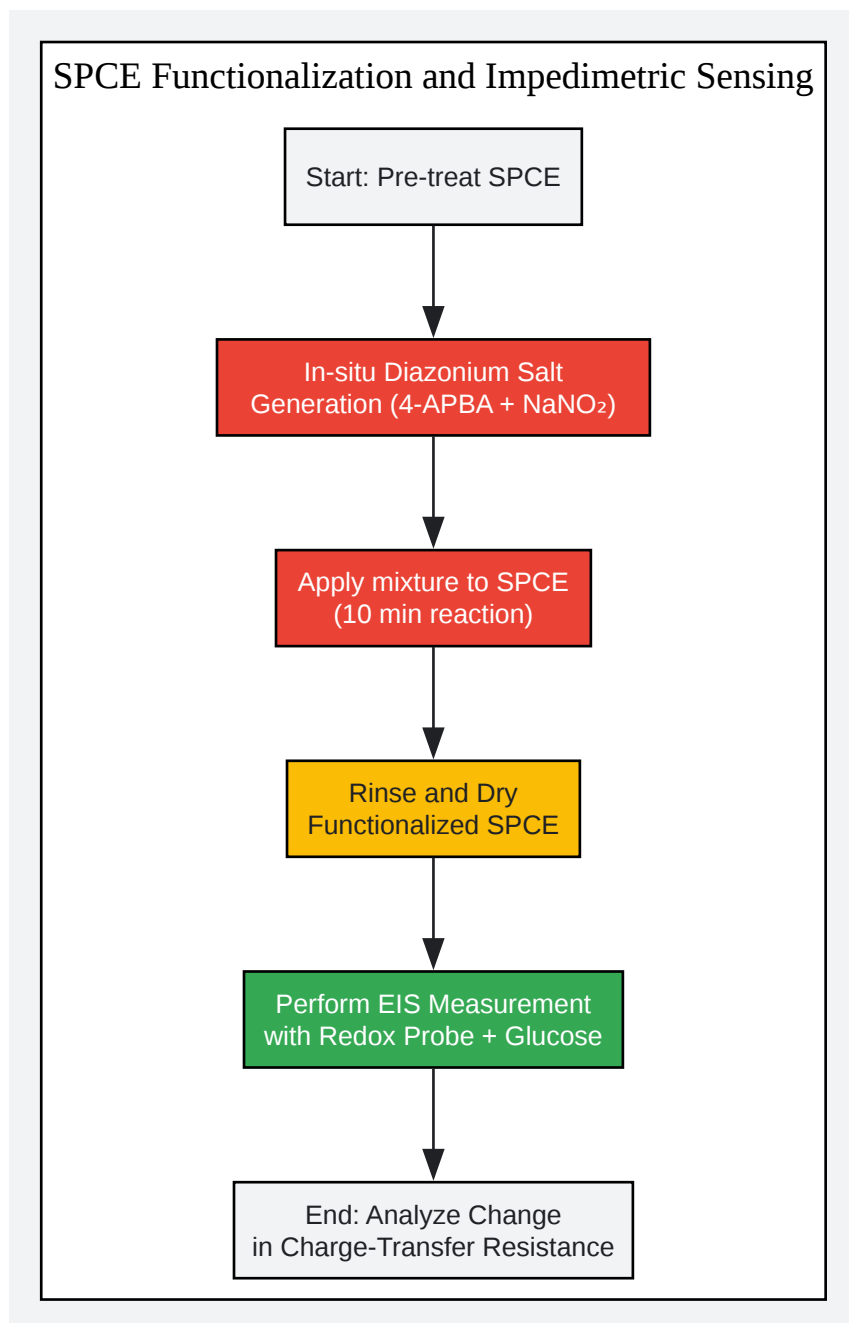 SPCE Functionalization and Impedimetric Sensing
Start: Pre-treat SPCE
In-situ Diazonium Salt
Generation (4-APBA + NaNO₂)
Apply mixture to SPCE
(10 min reaction)
Rinse and Dry
Functionalized SPCE
Perform EIS Measurement
with Redox Probe + Glucose
End: Analyze Change
in Charge-Transfer Resistance